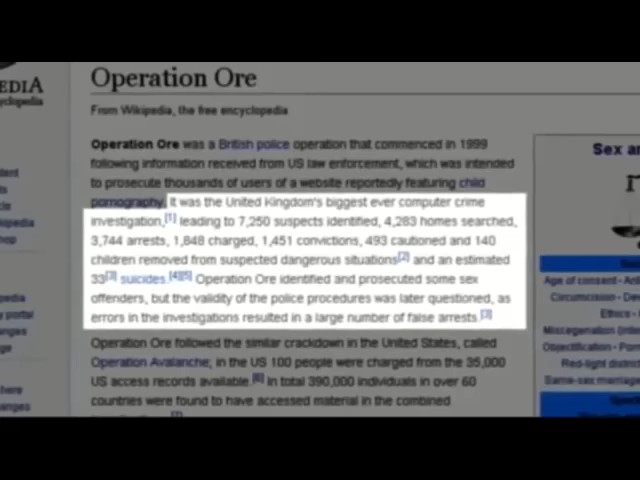 EDIA
yclopedia
Operation Ore
From Wikipedia, the free encyclopedia
Operation Ore was a British police operation that commenced in 1999
following information received from US law enforcement, which was intended
to prosecute thousands of users of a website reportedly featuring child
pornography. It was the United Kingdom's biggest ever computer crime
investigation,[1] leading to 7,250 suspects identified, 4,283 homes searched,
3,744 arrests, 1,848 charged, 1,451 convictions, 493 cautioned and 140
children removed from suspected dangerous situations[2] and an estimated
33[3] suicides.[4][5] Operation Ore identified and prosecuted some sex
offenders, but the validity of the police procedures was later questioned, as
errors in the investigations resulted in a large number of false arrests.[3]
Operation Ore followed the similar crackdown in the United States, called
Operation Avalanche; in the US 100 people were charged from the 35,000
US access records available.[6] In total 390,000 individuals in over 60
countries were found to have accessed material in the combined
Sex an
Age of consent · Anti
Circumcision · De
Ethics ·
Miscegenation (inte
Objectification · Porn
Red-light distric
Same-sex marriag